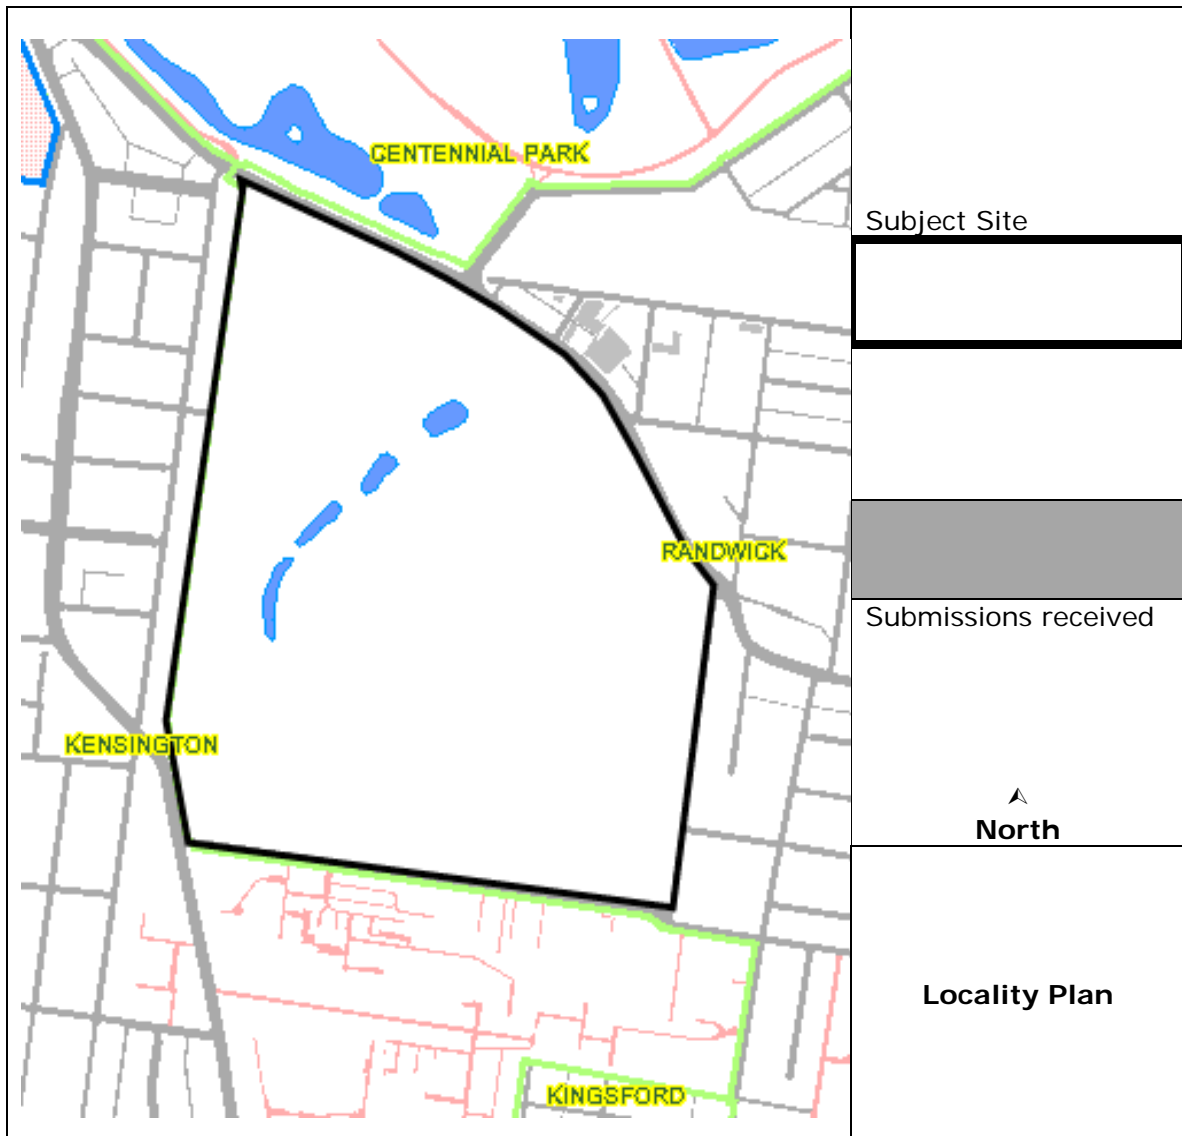 CENTENNIAL PARK
RANDWICK
KENSINGTON
KINGSFORD
Subject Site
Submissions received
North
Locality Plan